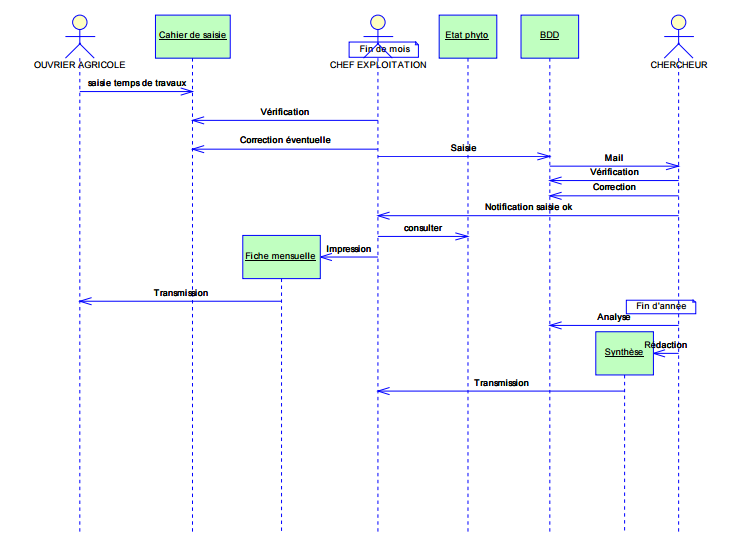 Cahier de saisie
Etat phyto
BDD
Fin de mois
OUVRIER AGRICOLE
CHEF EXPLOITATION
CHERCHEUR
saisie temps de travaux
Vérification
Correction éventuelle
Saisie
Mail
Vérification
Correction
Notification saisie ok
consulter
Impression
Fiche mensuelle
Transmission
Fin d'année
Analyse
Rédaction
Synthèse
Transmission